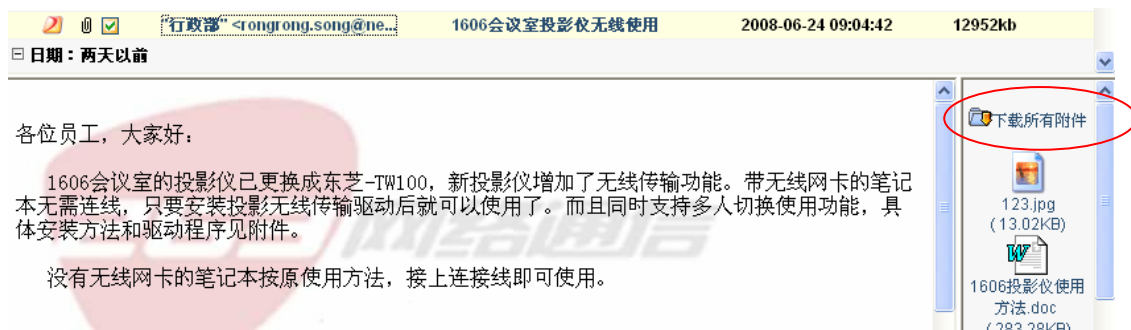 "行政部" <rongrong.song@ne... 1606会议室投影仪无线使用 2008-06-24 09:04:42 12952kb
日期：两天以前
下载所有附件
各位员工，大家好：
1606会议室的投影仪已更换成东芝-TW100，新投影仪增加了无线传输功能。带无线网卡的笔记
本无需连线，只要安装投影无线传输驱动后就可以使用了。而且同时支持多人切换使用功能，具
体安装方法和驱动程序见附件。
没有无线网卡的笔记本按原使用方法，接上连接线即可使用。
网络通信
123.jpg
(13.02KB)
1606投影仪使用
方法.doc
(283.28KB)